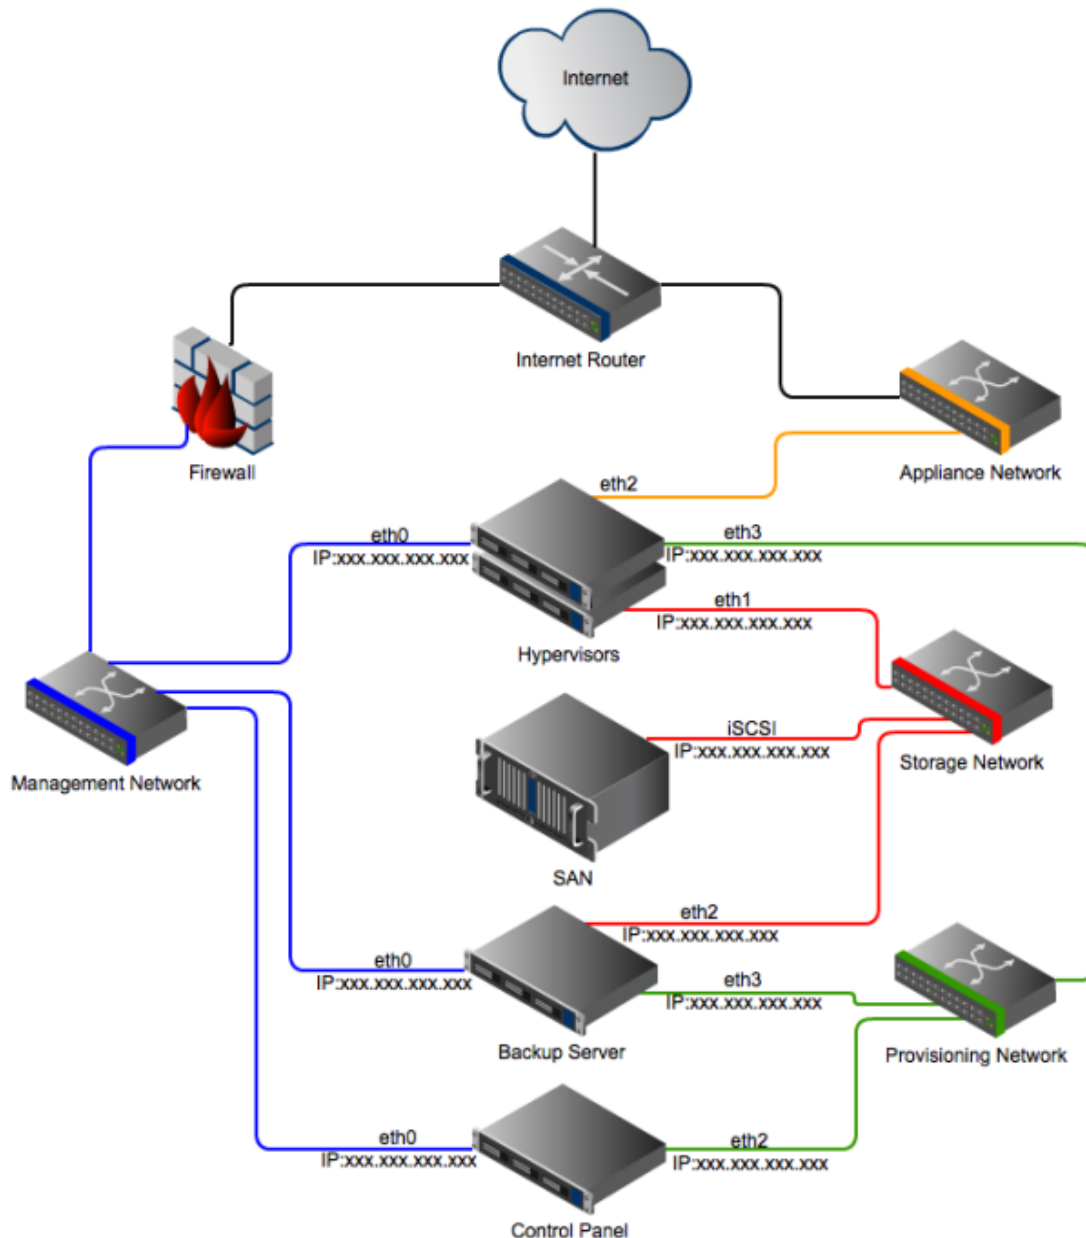 Internet
Internet Router
Firewall
Appliance Network
eth2
eth0
IP:xxx.xxx.xxx.xxx
eth3
IP:xxx.xxx.xxx.xxx
eth1
IP:xxx.xxx.xxx.xxx
Hypervisors
iSCSI
IP:xxx.xxx.xxx.xxx
Storage Network
Management Network
SAN
eth2
IP:xxx.xxx.xxx.xxx
eth0
IP:xxx.xxx.xxx.xxx
eth3
IP:xxx.xxx.xxx.xxx
Backup Server
Provisioning Network
eth0
IP:xxx.xxx.xxx.xxx
eth2
IP:xxx.xxx.xxx.xxx
Control Panel